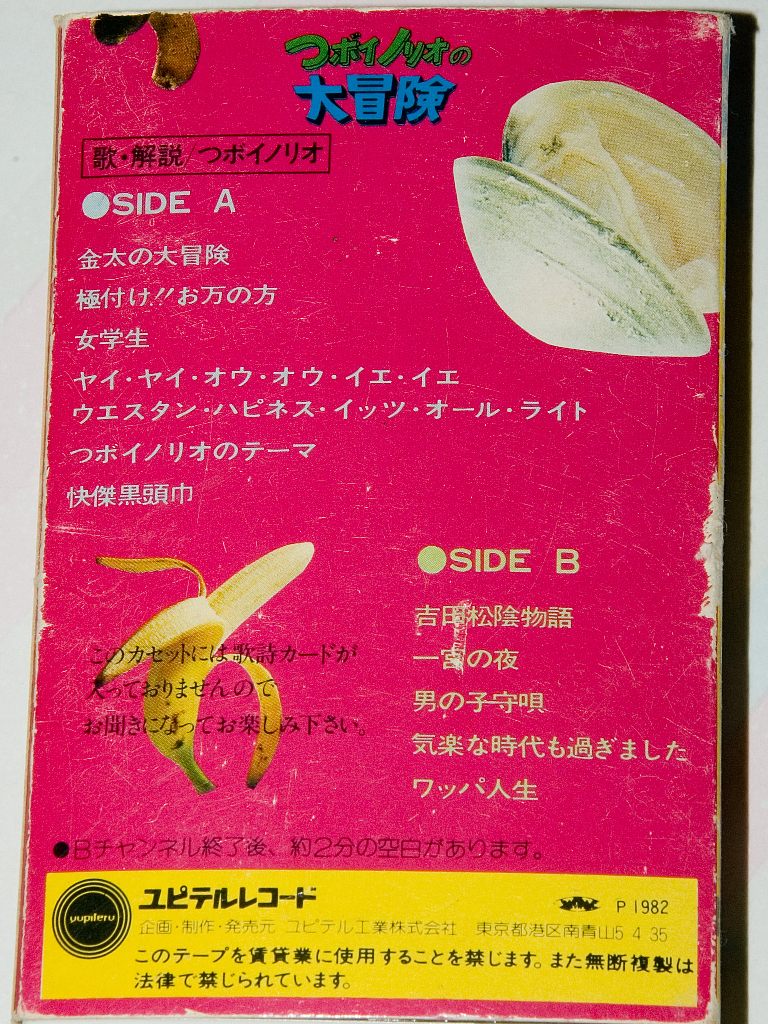 つボイノリオの
大冒険
歌・解説/つボイノリオ
●SIDE A
金太の大冒険
極付け!!お万の方
女学生
ヤイ・ヤイ・オウ・オウ・イエ・イエ
ウエスタン・ハピネス・イッツ・オール・ライト
つボイノリオのテーマ
快傑黒頭巾
●SIDE B
吉田松陰物語
一宮の夜
男の子守唄
気楽な時代も過ぎました
ワッパ人生
このカセットには歌詩カードが
入っておりませんので
お聞きになってお楽しみ下さい。
●Bチャンネル終了後、約2分の空白があります。
yupiteru
ユピテルレコード
P 1982
企画・制作・発売元 ユピテル工業株式会社 東京都港区南青山5 4 35
このテープを賃貸業に使用することを禁じます。また無断複製は
法律で禁じられています。